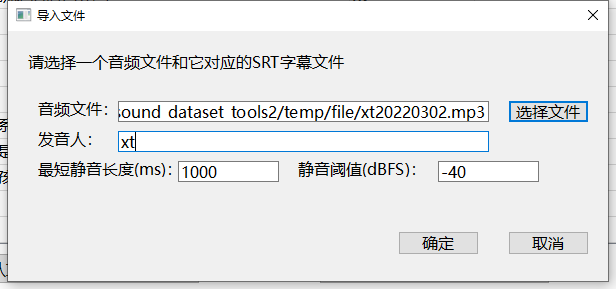 导入文件
请选择一个音频文件和它对应的SRT字幕文件
音频文件: sound_dataset_tools2/temp/file/xt20220302.mp3 选择文件
发音人: xt
最短静音长度(ms): 1000 静音阈值(dBFS): -40
确定 取消